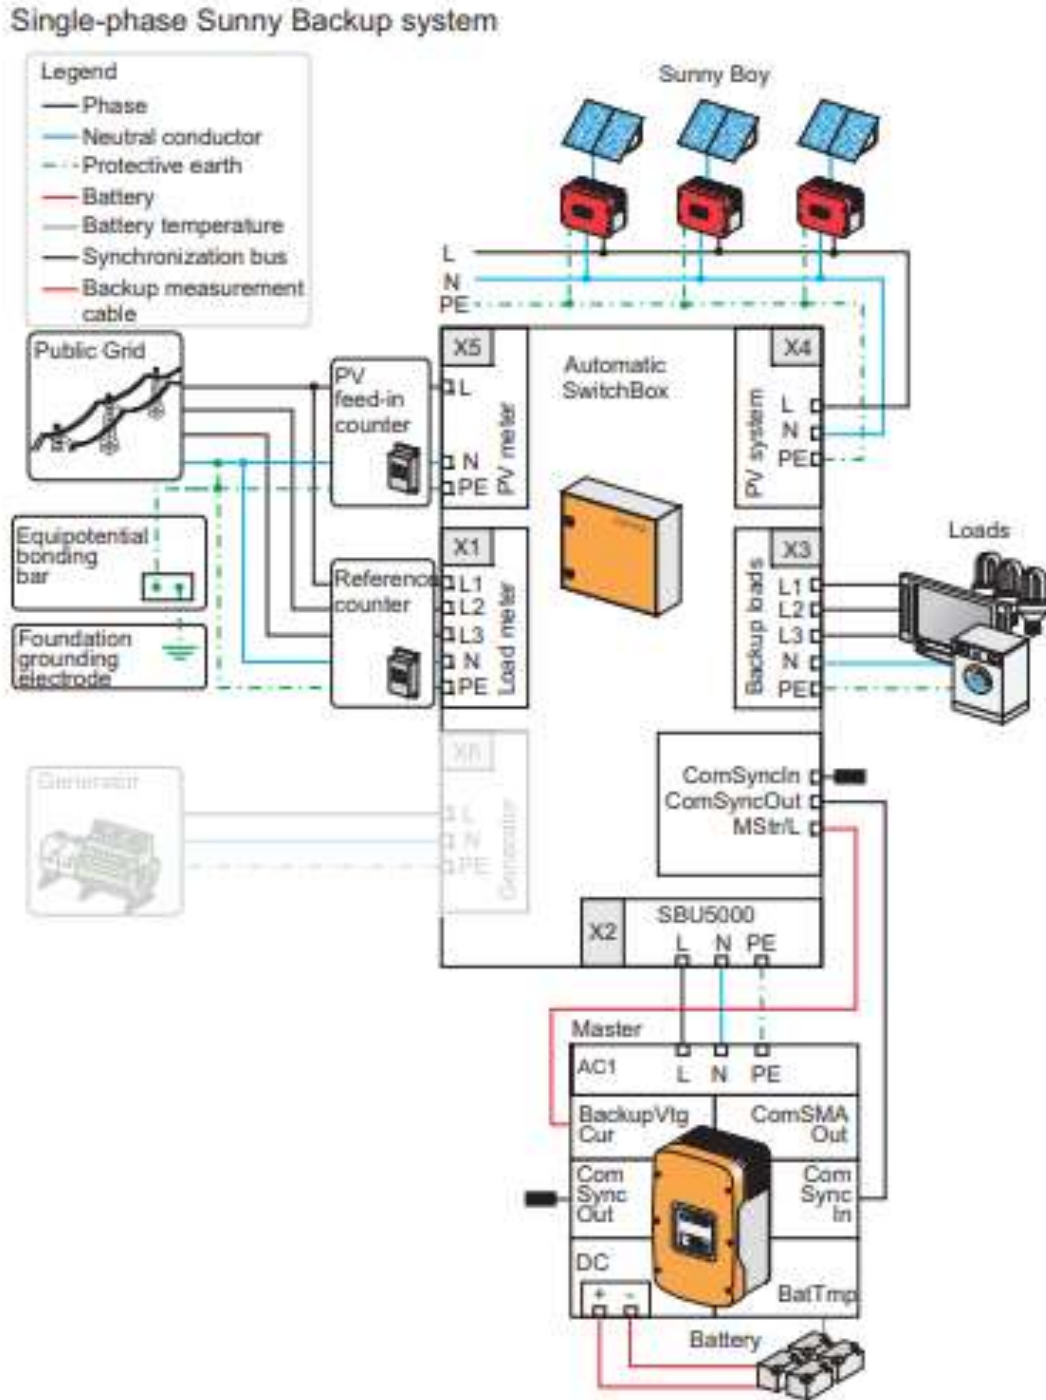 Single-phase Sunny Backup system
Legend
Phase
Neutral conductor
Protective earth
Battery
Battery temperature
Synchronization bus
Backup measurement
cable
Sunny Boy
L
N
PE
Public Grid
PV
feed-in
counter
X5
L
N
PE
PV meter
Automatic
SwitchBox
X4
L
N
PE
PV system
Equipotential
bonding
bar
Foundation
grounding
electrode
Reference
counter
X1
L1
L2
L3
N
PE
Load meter
X3
L1
L2
L3
N
PE
Backup loads
Loads
Generator
X6
L
N
PE
Generator
ComSyncIn
ComSyncOut
MStr/L
X2
SBU5000
L N PE
Master
AC1
L N PE
BackupVtg
Cur
ComSMA
Out
Com
Sync
Out
Com
Sync
In
DC
+ -
BatTmp
Battery